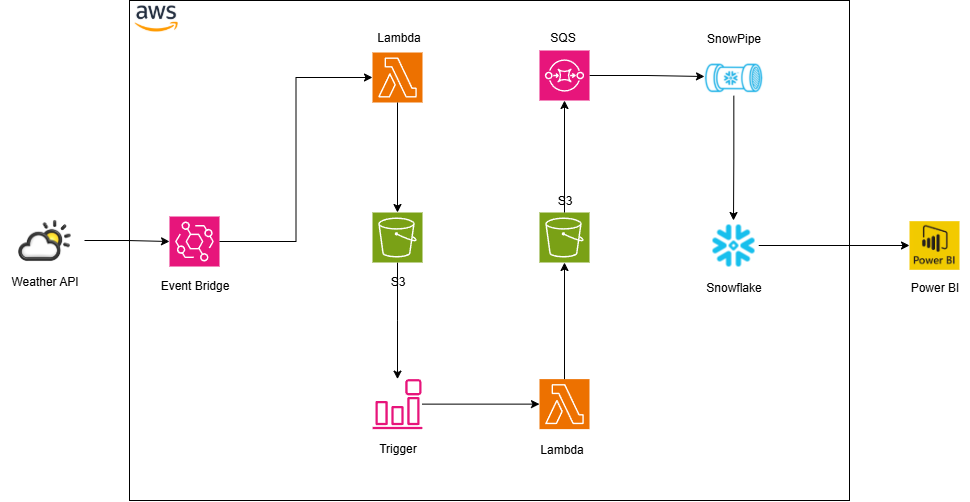 aws
Lambda
SQS
SnowPipe
S3
S3
Weather API
Event Bridge
Snowflake
Power BI
Power BI
Trigger
Lambda